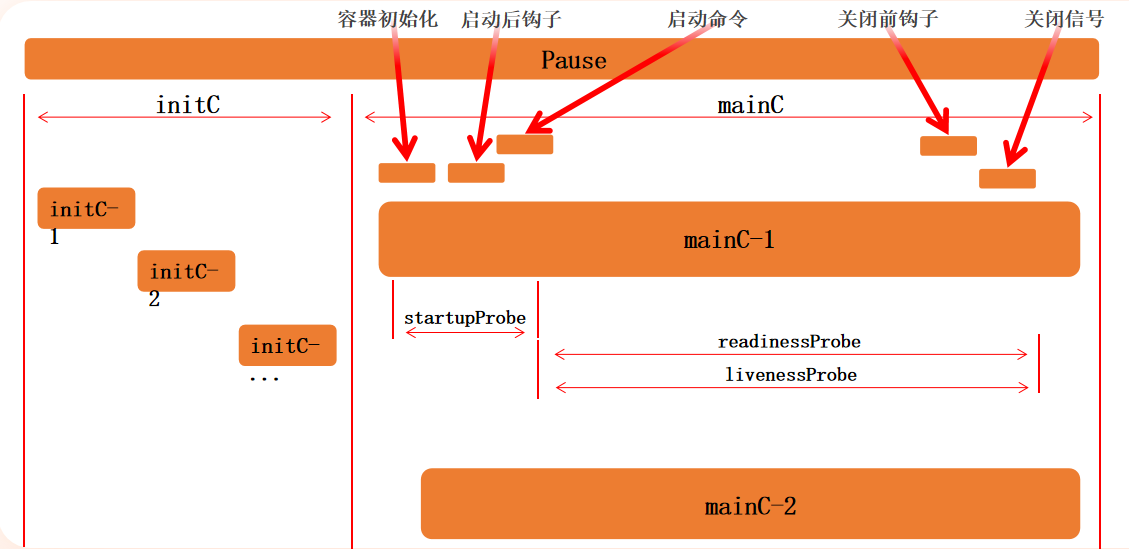 容器初始化 启动后钩子 启动命令 关闭前钩子 关闭信号
Pause
initC mainC
initC-
1
initC-
2
initC-
...
mainC-1
startupProbe
readinessProbe
livenessProbe
mainC-2